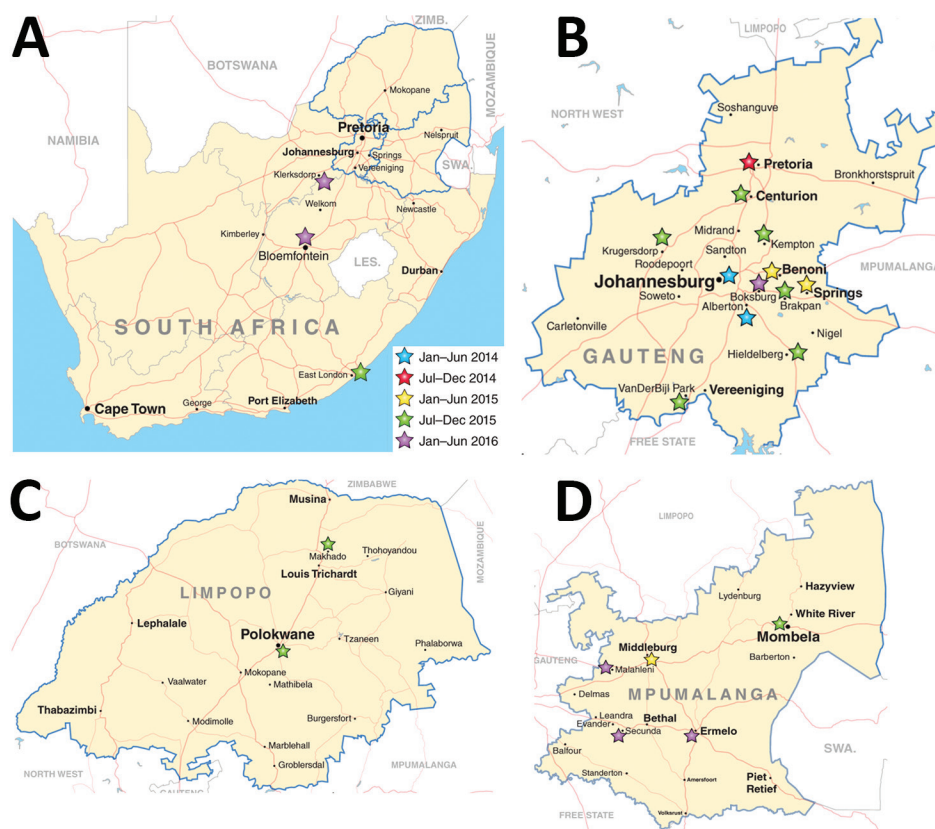 A
ZIMB.
BOTSWANA
MOZAMBIQUE
Mokopane
NAMIBIA
Pretoria
Nelspruit
Johannesburg
Springs
SWA.
Vereeniging
Klerksdorp
Welkom
Newcastle
Kimberley
Bloemfontein
LES.
Durban
SOUTH AFRICA
East London
Cape Town
George
Port Elizabeth
Jan–Jun 2014
Jul–Dec 2014
Jan–Jun 2015
Jul–Dec 2015
Jan–Jun 2016
B
LIMPOPO
NORTH WEST
Soshanguve
Pretoria
Bronkhorstspruit
Centurion
Midrand
Kempton
Krugersdorp
Sandton
Roodepoort
Benoni
MPUMALANGA
Johannesburg
Soweto
Boksburg
Springs
Alberton
Brakpan
Carletonville
Nigel
GAUTENG
Hieldelberg
VanDerBijl Park
Vereeniging
FREE STATE
C
ZIMBABWE
Musina
BOTSWANA
MOZAMBIQUE
Makhado
Thohoyandou
Louis Trichardt
LIMPOPO
Giyani
Lephalale
Polokwane
Tzaneen
Phalaborwa
Mokopane
Vaalwater
Mathibela
Thabazimbi
Modimolle
Burgersfort
Marblehall
NORTH WEST
Groblersdal
MPUMALANGA
GAUTENG
D
LIMPOPO
Hazyview
Lydenburg
White River
Mombela
Middleburg
Barberton
GAUTENG
Malahleni
Delmas
MPUMALANGA
Leandra
Bethal
Evander
Secunda
Ermelo
Balfour
SWA.
Standerton
Amersfoort
Piet
Retief
FREE STATE
Volksrust